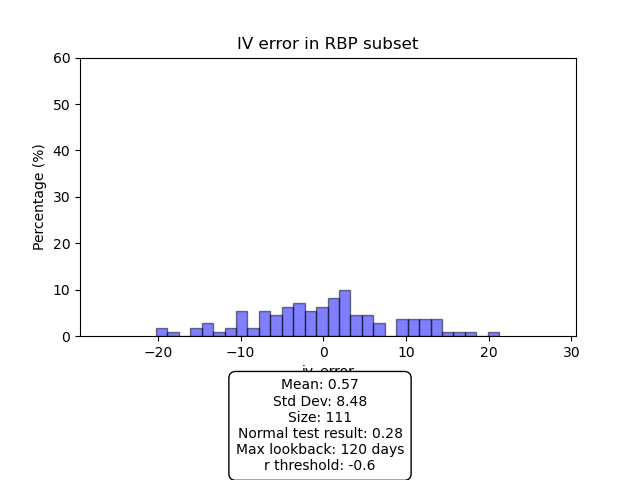 IV error in RBP subset
60
50
40
30
20
10
0
Percentage (%)
−20
−10
0
10
20
30
iv_error
Mean: 0.57
Std Dev: 8.48
Size: 111
Normal test result: 0.28
Max lookback: 120 days
r threshold: -0.6